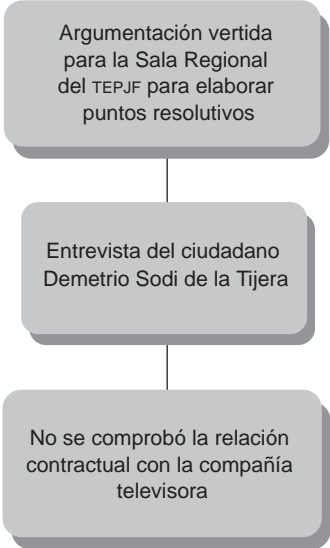 Argumentación vertida
para la Sala Regional
del TEPJF para elaborar
puntos resolutivos
Entrevista del ciudadano
Demetrio Sodi de la Tijera
No se comprobó la relación
contractual con la compañía
televisora